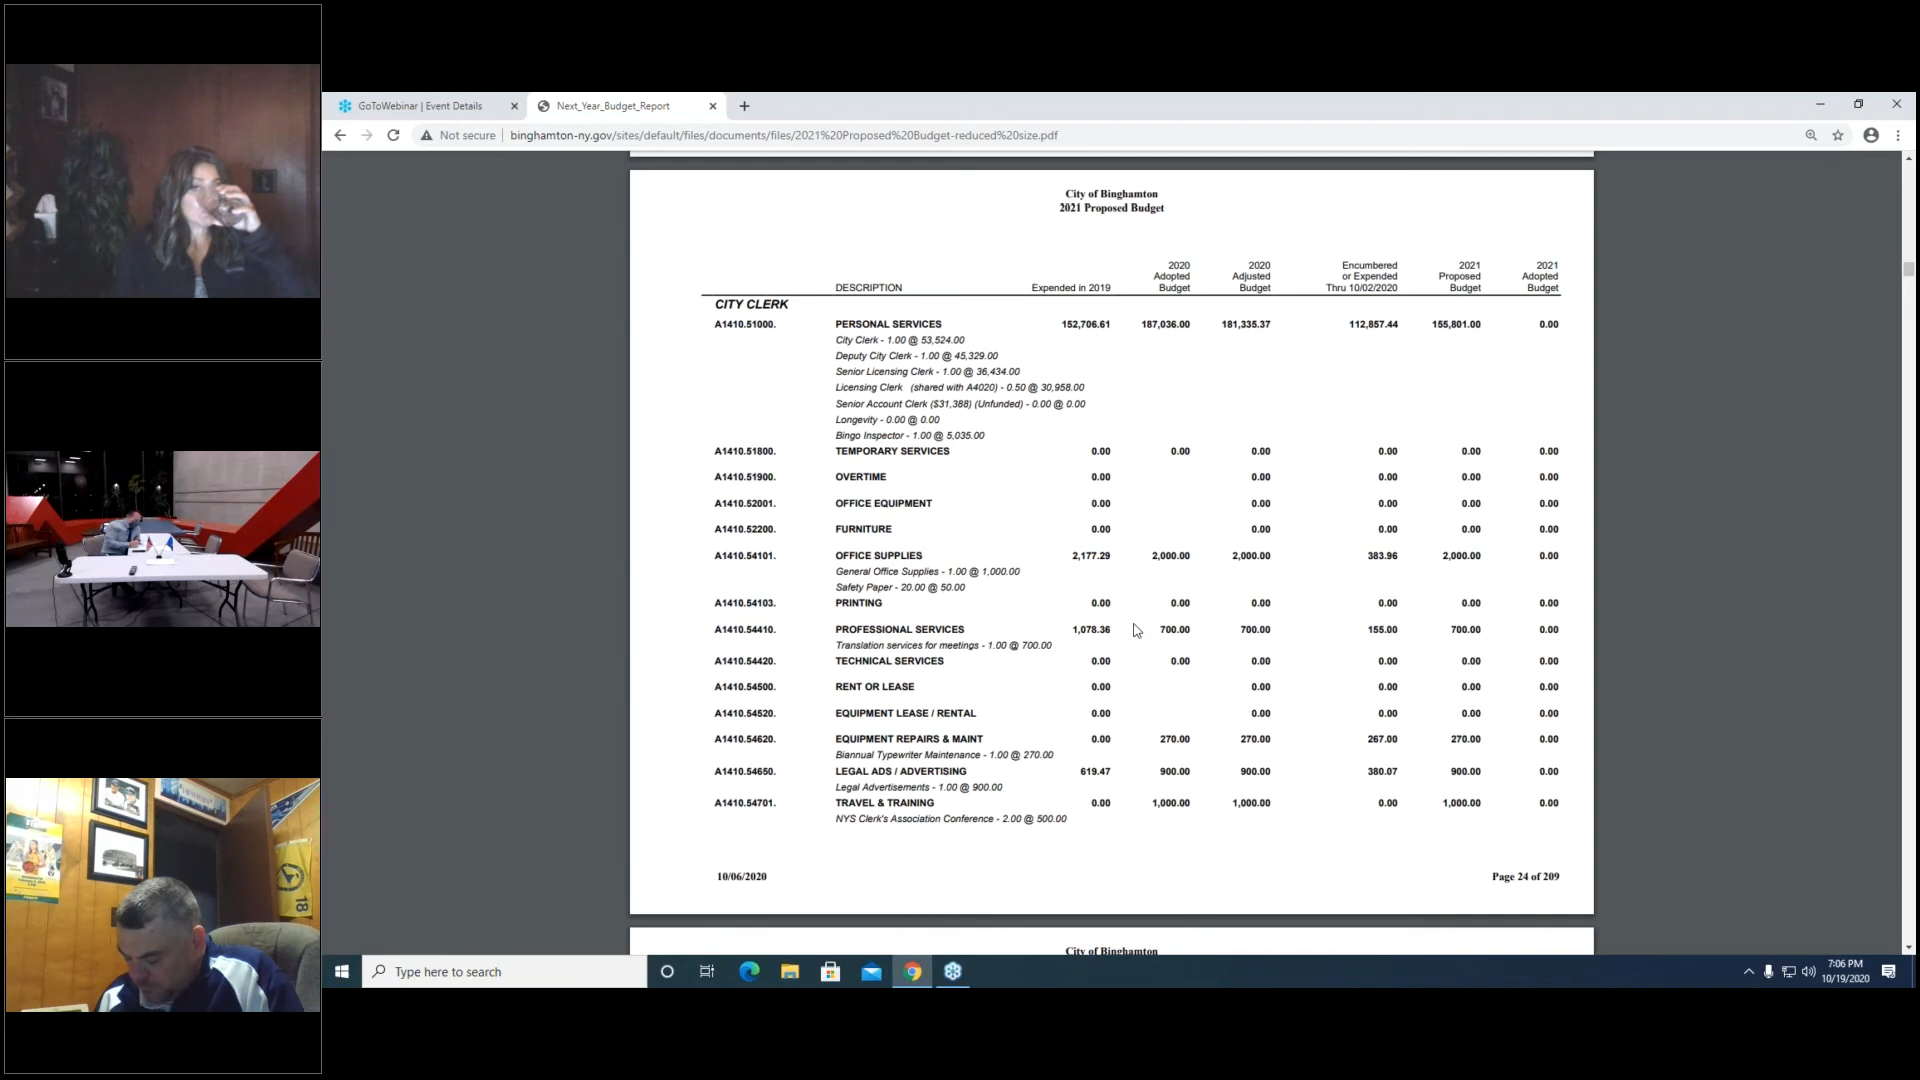 GoToWebinar | Event Details
Next_Year_Budget_Report
Not secure binghamton-ny.gov/sites/default/files/documents/files/2021%20Proposed%20Budget-reduced%20size.pdf
City of Binghamton
2021 Proposed Budget
DESCRIPTION Expended in 2019 2020 Adopted Budget 2020 Adjusted Budget Encumbered or Expended Thru 10/02/2020 2021 Proposed Budget 2021 Adopted Budget
CITY CLERK
A1410.51000. PERSONAL SERVICES 152,706.61 187,036.00 181,335.37 112,857.44 155,801.00 0.00
City Clerk - 1.00 @ 53,524.00
Deputy City Clerk - 1.00 @ 45,329.00
Senior Licensing Clerk - 1.00 @ 36,434.00
Licensing Clerk (shared with A4020) - 0.50 @ 30,958.00
Senior Account Clerk ($31,388) (Unfunded) - 0.00 @ 0.00
Longevity - 0.00 @ 0.00
Bingo Inspector - 1.00 @ 5,035.00
A1410.51800. TEMPORARY SERVICES 0.00 0.00 0.00 0.00 0.00 0.00
A1410.51900. OVERTIME 0.00 0.00 0.00 0.00 0.00
A1410.52001. OFFICE EQUIPMENT 0.00 0.00 0.00 0.00 0.00
A1410.52200. FURNITURE 0.00 0.00 0.00 0.00 0.00
A1410.54101. OFFICE SUPPLIES 2,177.29 2,000.00 2,000.00 383.96 2,000.00 0.00
General Office Supplies - 1.00 @ 1,000.00
Safety Paper - 20.00 @ 50.00
A1410.54103. PRINTING 0.00 0.00 0.00 0.00 0.00 0.00
A1410.54410. PROFESSIONAL SERVICES 1,078.36 700.00 700.00 155.00 700.00 0.00
Translation services for meetings - 1.00 @ 700.00
A1410.54420. TECHNICAL SERVICES 0.00 0.00 0.00 0.00 0.00 0.00
A1410.54500. RENT OR LEASE 0.00 0.00 0.00 0.00 0.00
A1410.54520. EQUIPMENT LEASE / RENTAL 0.00 0.00 0.00 0.00 0.00
A1410.54620. EQUIPMENT REPAIRS & MAINT 0.00 270.00 270.00 267.00 270.00 0.00
Biannual Typewriter Maintenance - 1.00 @ 270.00
A1410.54650. LEGAL ADS / ADVERTISING 619.47 900.00 900.00 380.07 900.00 0.00
Legal Advertisements - 1.00 @ 900.00
A1410.54701. TRAVEL & TRAINING 0.00 1,000.00 1,000.00 0.00 1,000.00 0.00
NYS Clerk's Association Conference - 2.00 @ 500.00
10/06/2020 Page 24 of 209
City of Binghamton
Type here to search
7:06 PM
10/19/2020
18